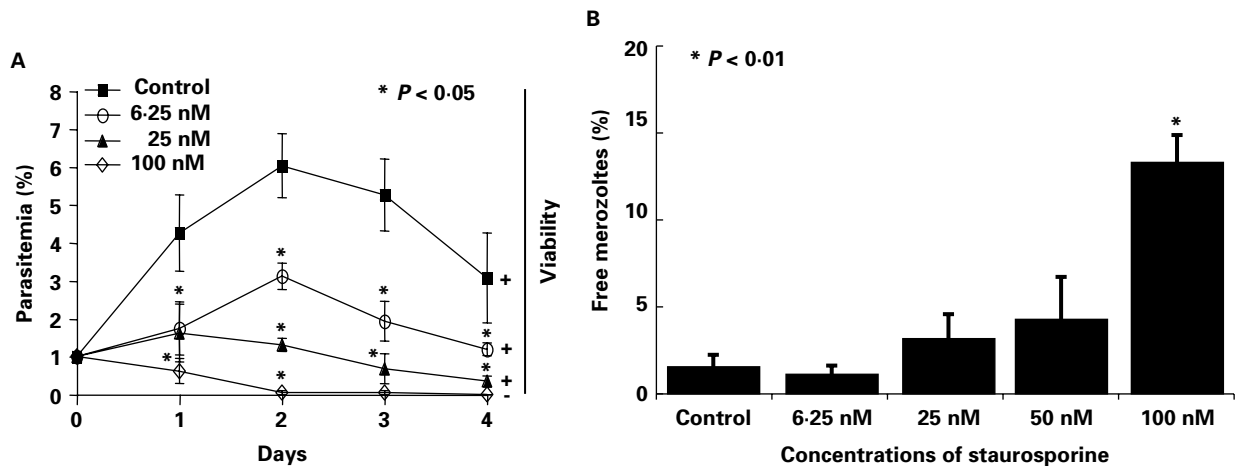 A
Control
6·25 nM
25 nM
100 nM
* P < 0·05
Parasitemia (%)
8
7
6
5
4
3
2
1
0
*
*
*
*
*
*
*
*
*
*
+
+
+
-
Viability
0 1 2 3 4
Days
B
* P < 0·01
Free merozoltes (%)
20
15
10
5
0
*
Control 6·25 nM 25 nM 50 nM 100 nM
Concentrations of staurosporine